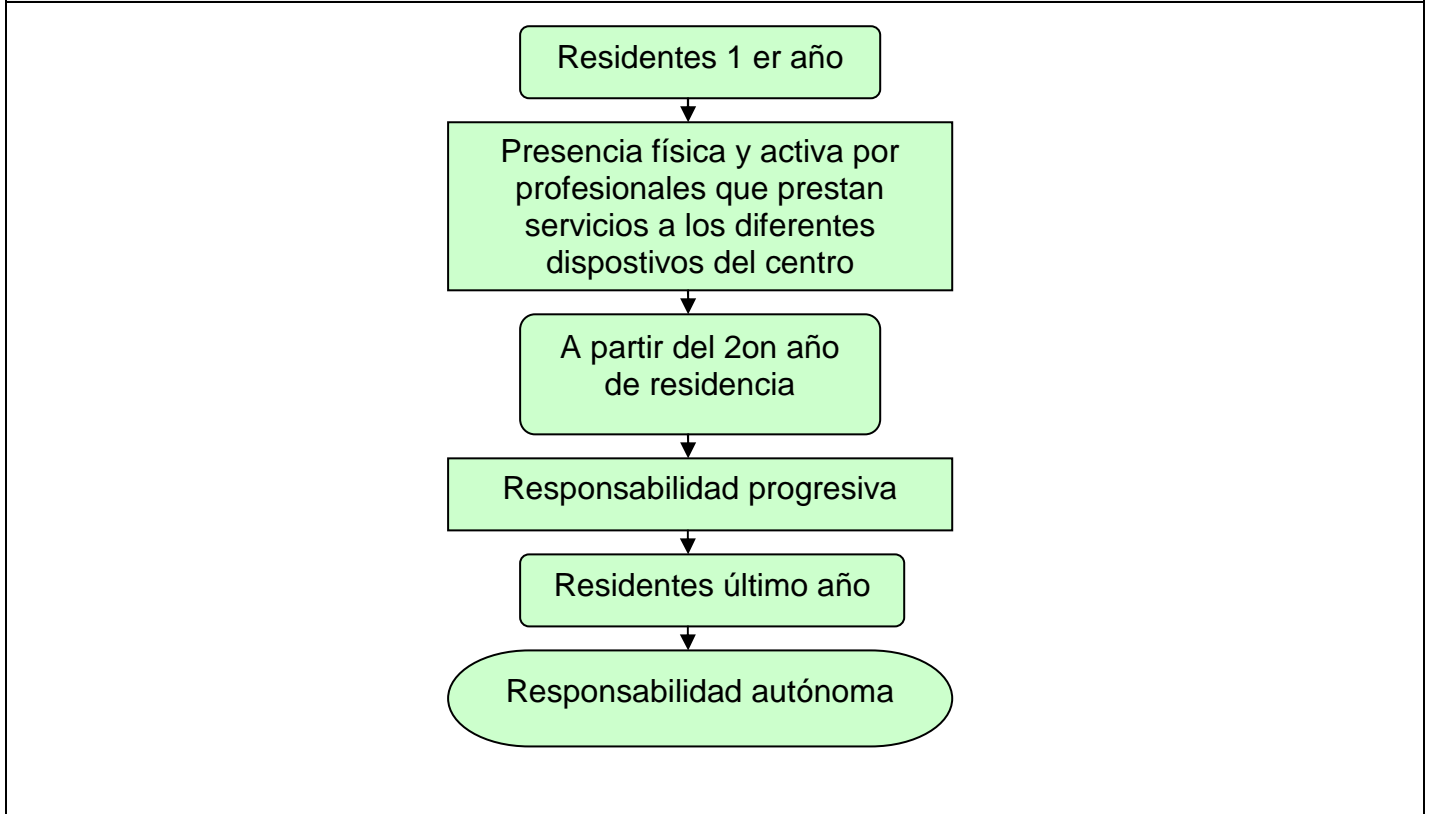 Residentes 1 er año
Presencia física y activa por
profesionales que prestan
servicios a los diferentes
dispostivos del centro
A partir del 2on año
de residencia
Responsabilidad progresiva
Residentes último año
Responsabilidad autónoma